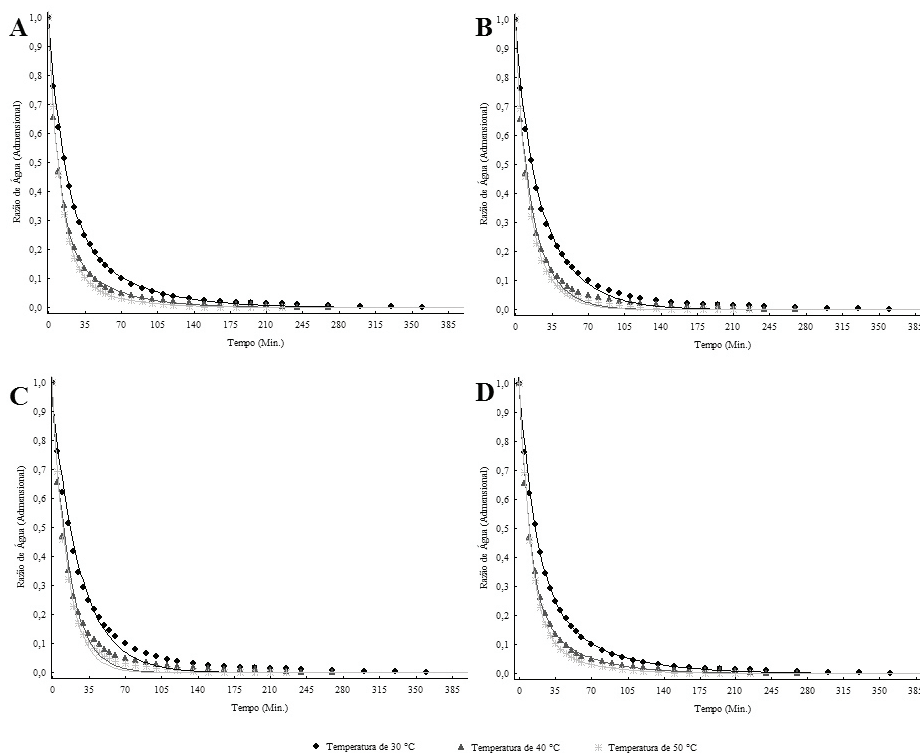 A
Razão de Água (Admensional)
1,0
0,9
0,8
0,7
0,6
0,5
0,4
0,3
0,2
0,1
0,0
0 35 70 105 140 175 210 245 280 315 350 385
Tempo (Min.)
B
Razão de Água (Admensional)
1,0
0,9
0,8
0,7
0,6
0,5
0,4
0,3
0,2
0,1
0,0
0 35 70 105 140 175 210 245 280 315 350 385
Tempo (Min.)
C
Razão de Água (Admensional)
1,0
0,9
0,8
0,7
0,6
0,5
0,4
0,3
0,2
0,1
0,0
0 35 70 105 140 175 210 245 280 315 350 385
Tempo (Min.)
D
Razão de Água (Admensional)
1,0
0,9
0,8
0,7
0,6
0,5
0,4
0,3
0,2
0,1
0,0
0 35 70 105 140 175 210 245 280 315 350 385
Tempo (Min.)
Temperatura de 30 °C Temperatura de 40 °C Temperatura de 50 °C